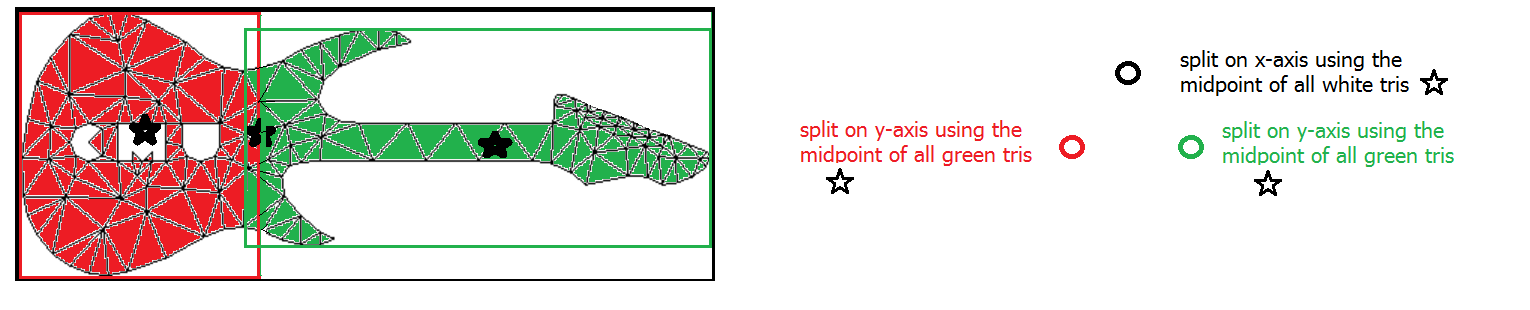 split on x-axis using the
midpoint of all white tris
split on y-axis using the
midpoint of all green tris
split on y-axis using the
midpoint of all green tris